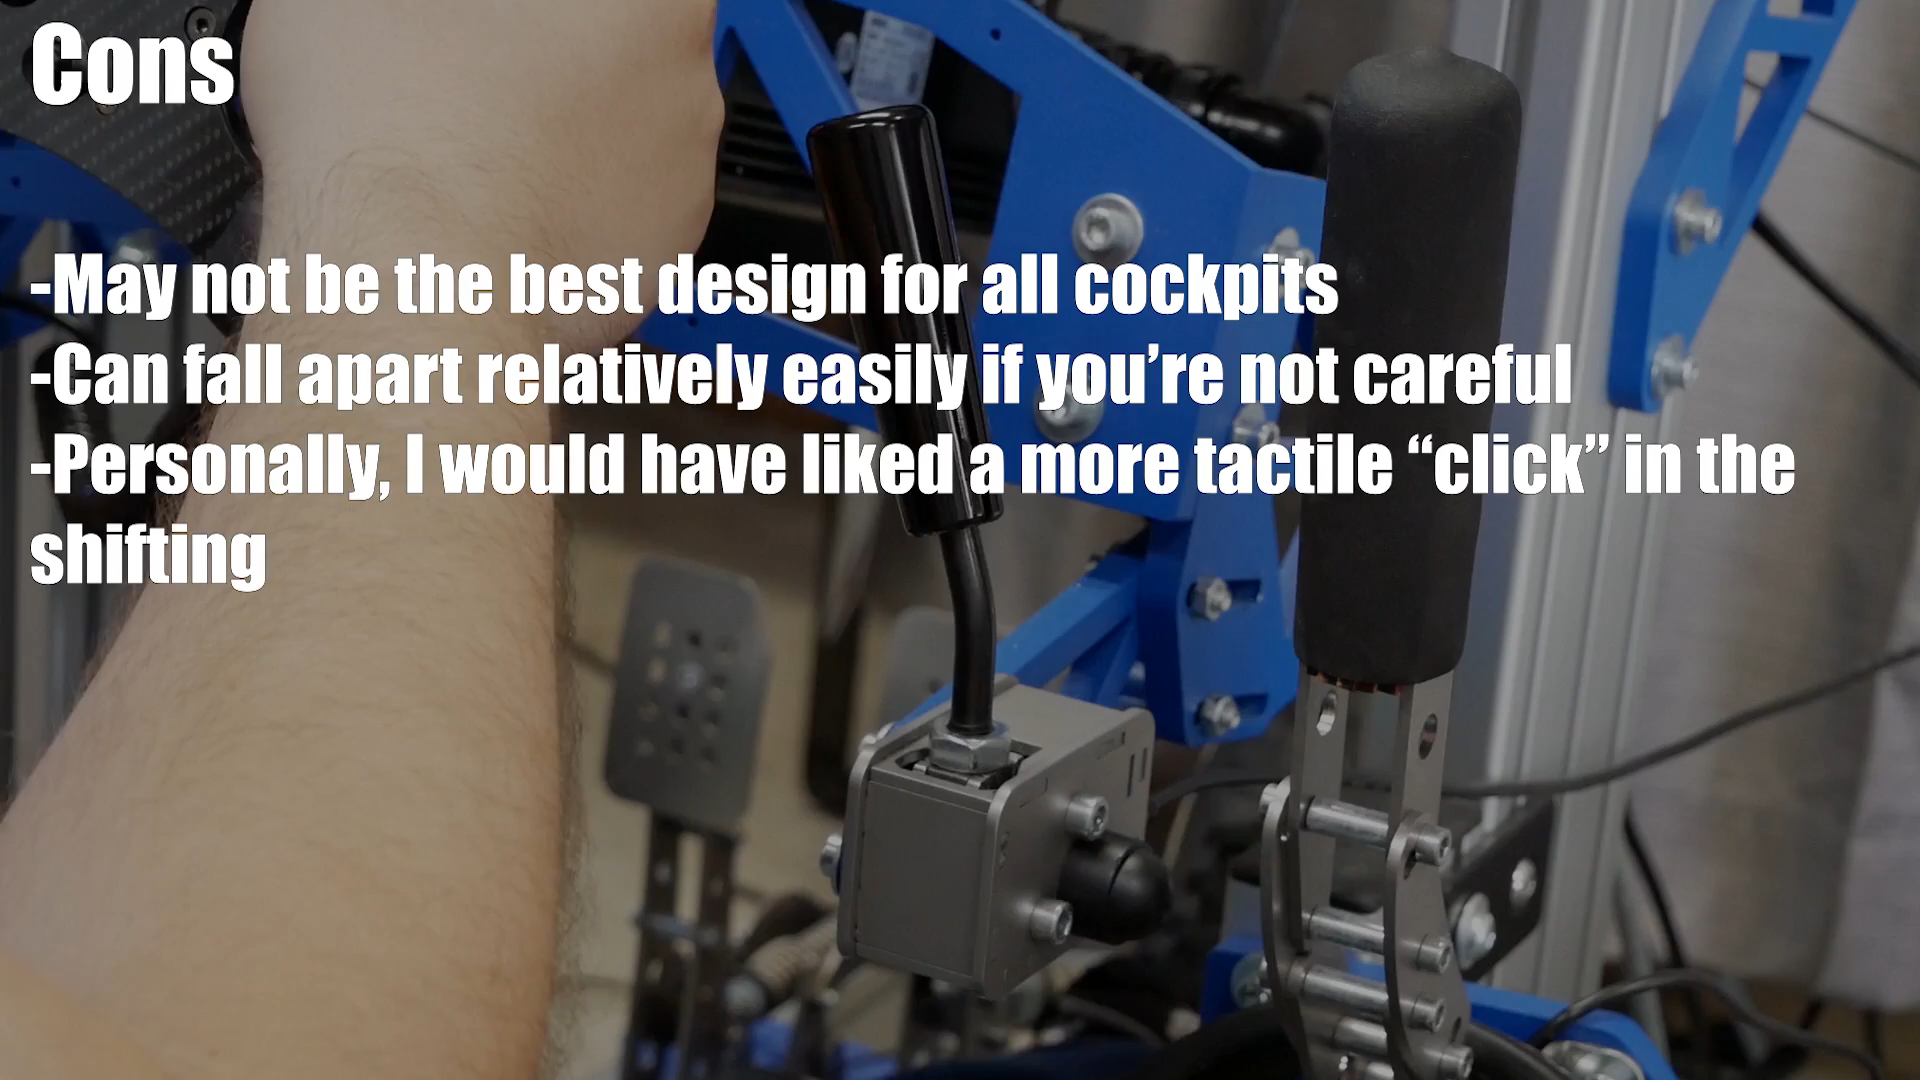 Cons
-May not be the best design for all cockpits
-Can fall apart relatively easily if you’re not careful
-Personally, I would have liked a more tactile “click” in the
shifting